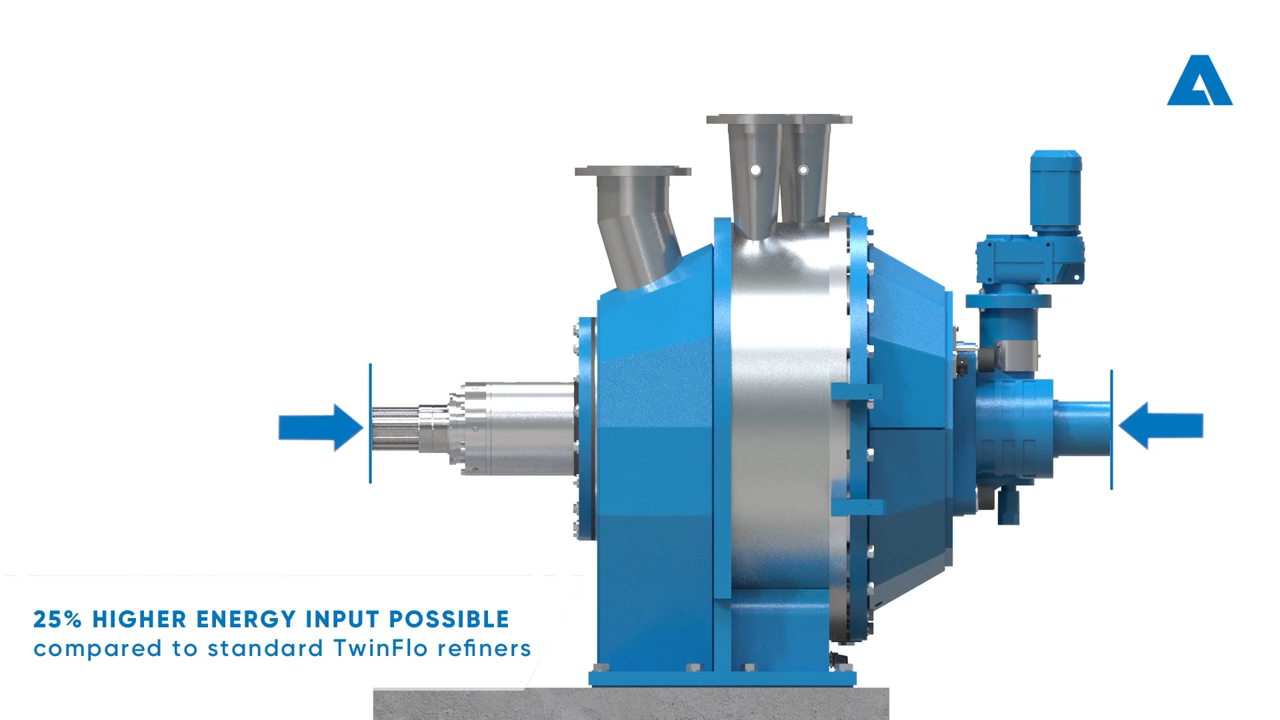 25% HIGHER ENERGY INPUT POSSIBLE
compared to standard TwinFlo refiners